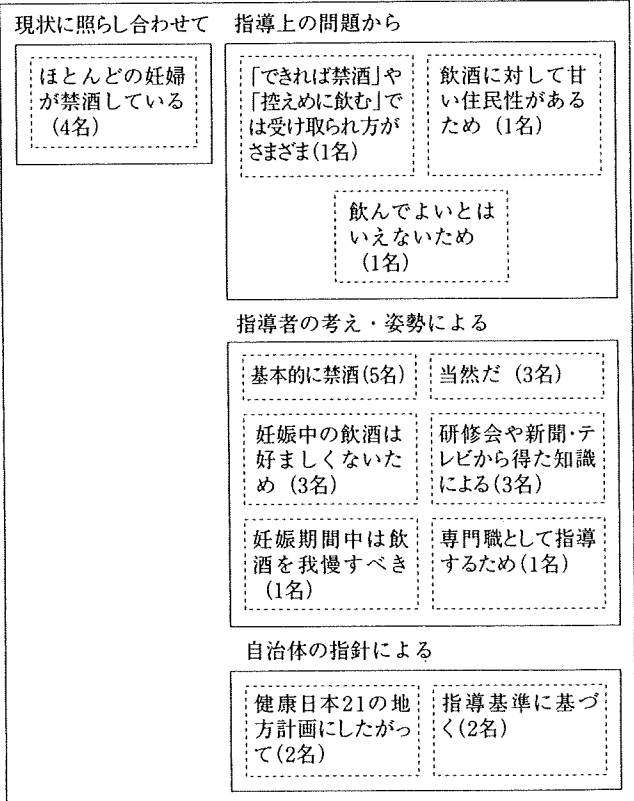 現状に照らし合わせて
ほとんどの妊婦
が禁酒している
(4名)
指導上の問題から
「できれば禁酒」や
「控えめに飲む」で
は受け取られ方が
さまざま(1名)
飲酒に対して甘
い住民性がある
ため (1名)
飲んでよいとは
いえないため
(1名)
指導者の考え・姿勢による
基本的に禁酒(5名)
当然だ (3名)
妊娠中の飲酒は
好ましくないた
め (3名)
研修会や新聞・テ
レビから得た知識
による(3名)
妊娠期間中は飲
酒を我慢すべき
(1名)
専門職として指導
するため(1名)
自治体の指針による
健康日本21の地
方計画にしたがっ
て(2名)
指導基準に基づ
く(2名)